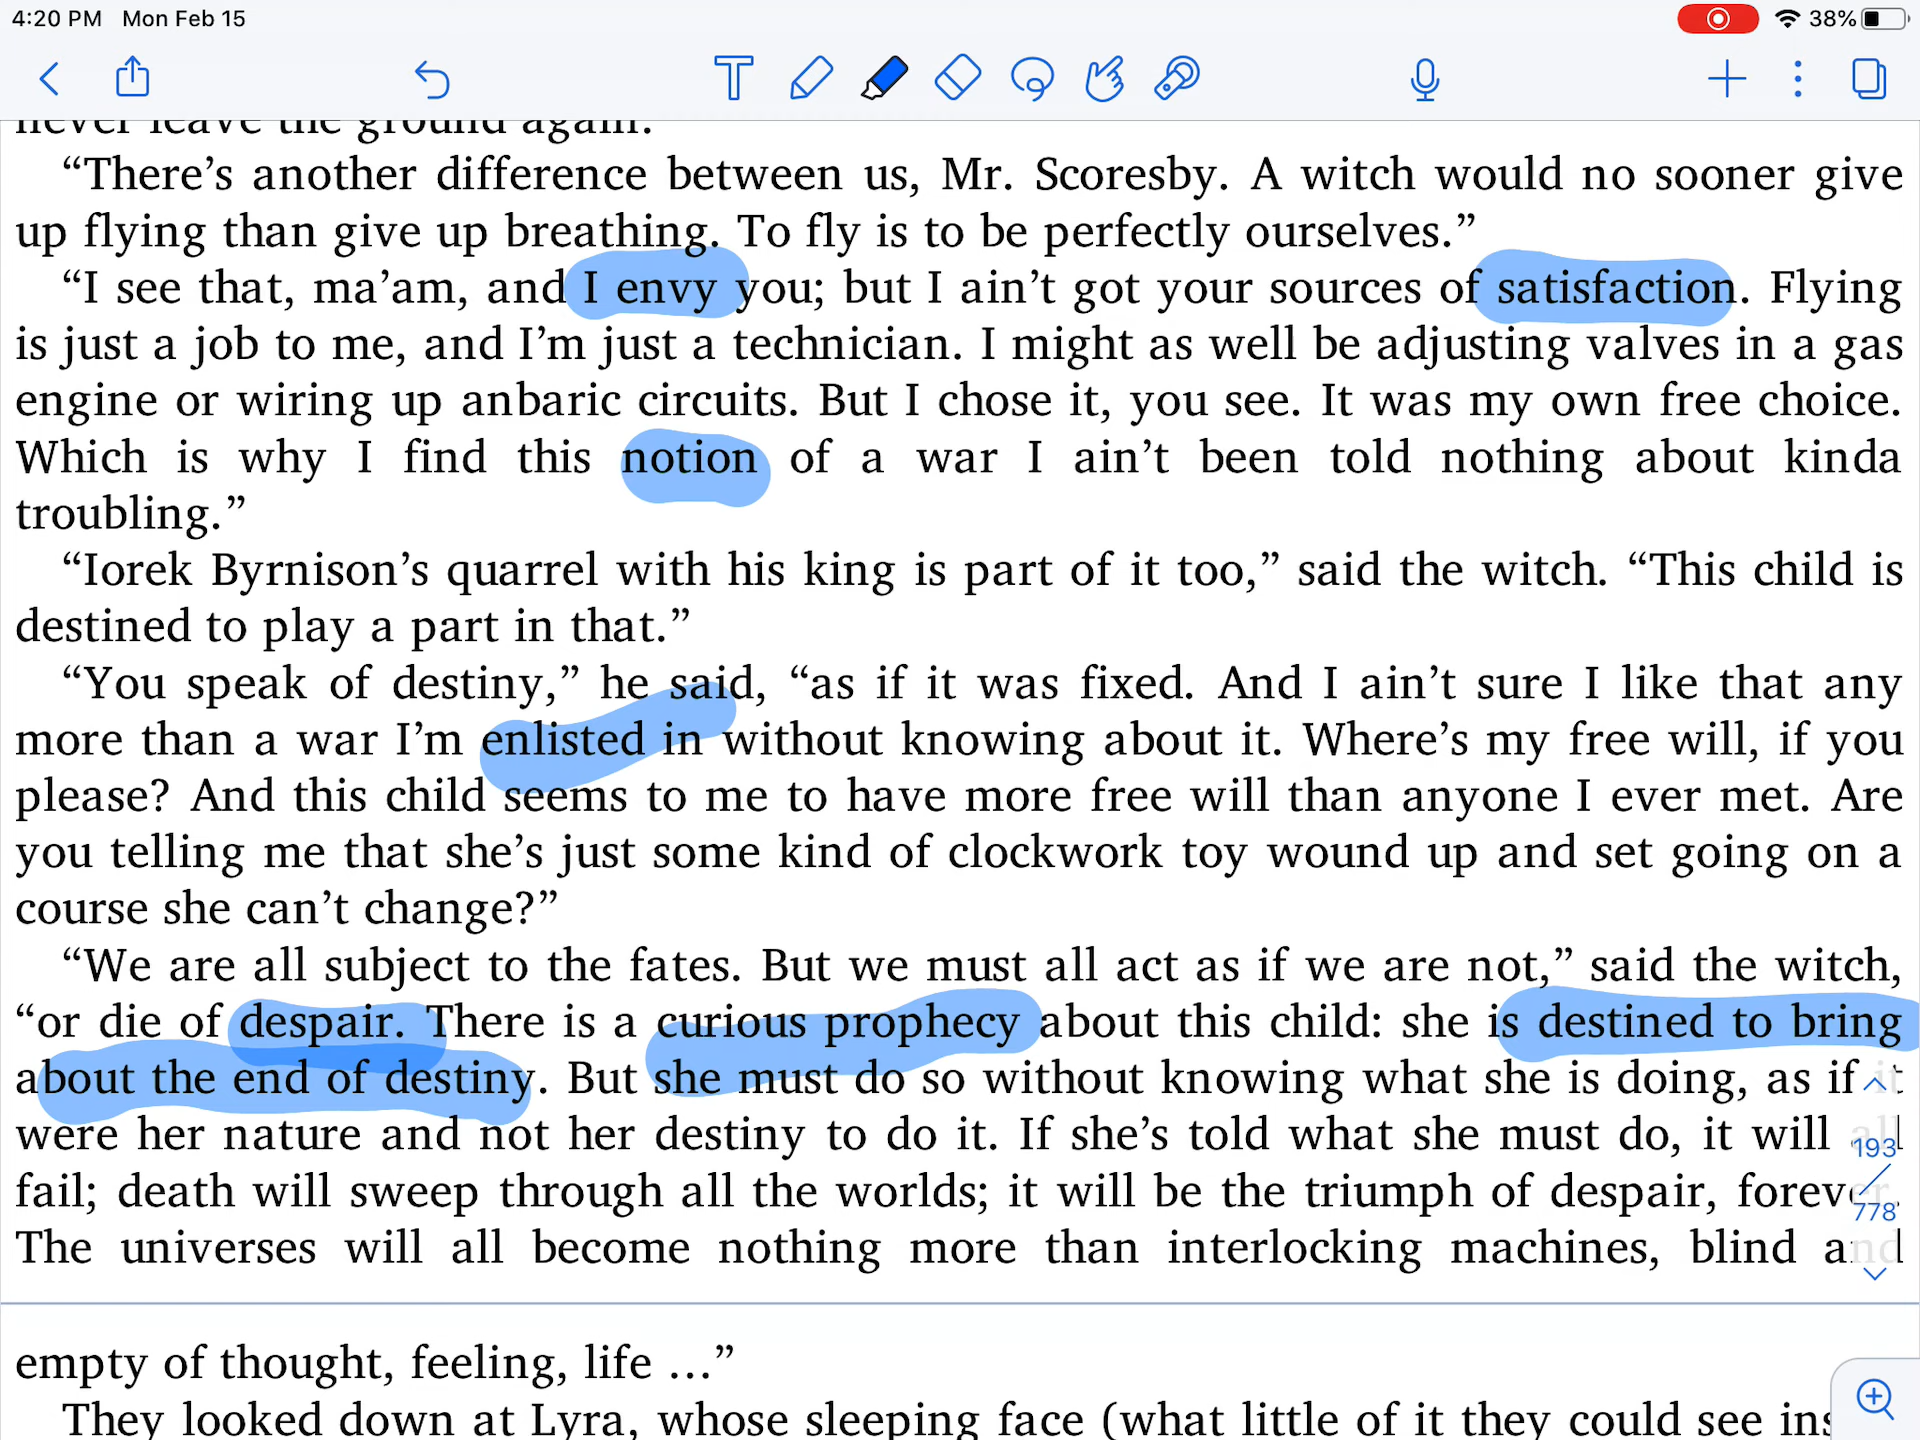 4:20 PM Mon Feb 15
38%
never leave the ground again.
“There’s another difference between us, Mr. Scoresby. A witch would no sooner give
up flying than give up breathing. To fly is to be perfectly ourselves.”
“I see that, ma’am, and I envy you; but I ain’t got your sources of satisfaction. Flying
is just a job to me, and I’m just a technician. I might as well be adjusting valves in a gas
engine or wiring up anbaric circuits. But I chose it, you see. It was my own free choice.
Which is why I find this notion of a war I ain’t been told nothing about kinda
troubling.”
“Iorek Byrnison’s quarrel with his king is part of it too,” said the witch. “This child is
destined to play a part in that.”
“You speak of destiny,” he said, “as if it was fixed. And I ain’t sure I like that any
more than a war I’m enlisted in without knowing about it. Where’s my free will, if you
please? And this child seems to me to have more free will than anyone I ever met. Are
you telling me that she’s just some kind of clockwork toy wound up and set going on a
course she can’t change?”
“We are all subject to the fates. But we must all act as if we are not,” said the witch,
“or die of despair. There is a curious prophecy about this child: she is destined to bring
about the end of destiny. But she must do so without knowing what she is doing, as if it
were her nature and not her destiny to do it. If she’s told what she must do, it will all
fail; death will sweep through all the worlds; it will be the triumph of despair, forever.
The universes will all become nothing more than interlocking machines, blind and
193
778
empty of thought, feeling, life …”
They looked down at Lyra, whose sleeping face (what little of it they could see